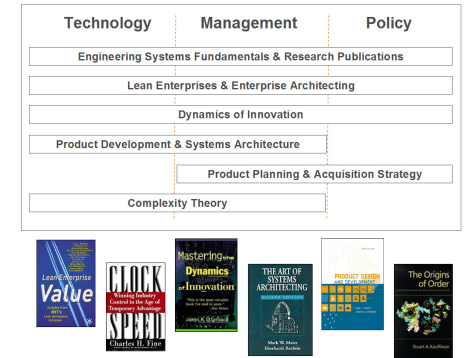 Technology Management Policy
Engineering Systems Fundamentals & Research Publications
Lean Enterprises & Enterprise Architecting
Dynamics of Innovation
Product Development & Systems Architecture
Product Planning & Acquisition Strategy
Complexity Theory
Lean Enterprise
Value
CLOCK
Winning Industry
Control in the Age of
Temporary Advantage
SPEED
Charles H. Fine
Mastering the
Dynamics
of Innovation
James M. Utterback
THE ART OF
SYSTEMS
ARCHITECTING
SECOND EDITION
Mark W. Maier
Eberhardt Rechtin
PRODUCT DESIGN
AND DEVELOPMENT
The Origins
of Order
Stuart A. Kauffman